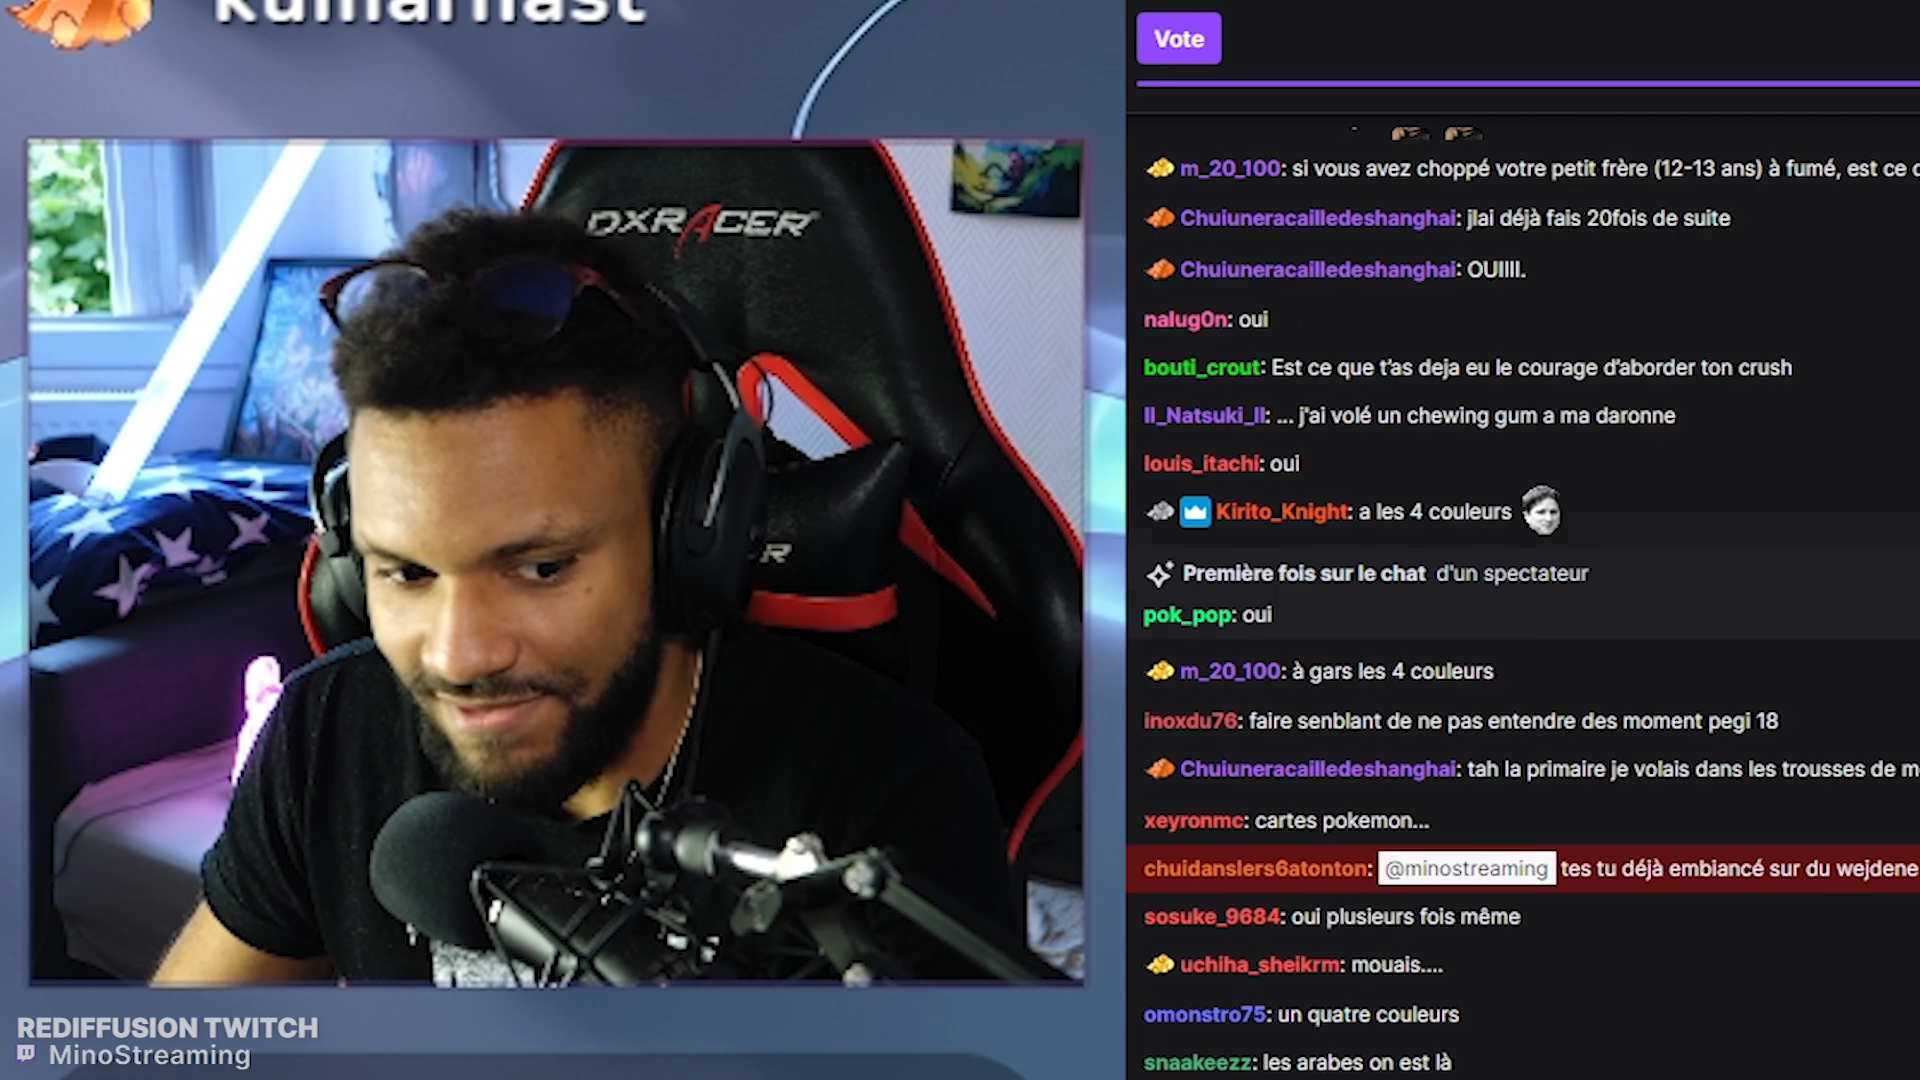 kumarhast
Vote
m_20_100: si vous avez choppé votre petit frère (12-13 ans) à fumé, est ce
Chuiuneracailledeshanghai: jlai déjà fais 20fois de suite
Chuiuneracailledeshanghai: OUIIII.
nalug0n: oui
bouti_crout: Est ce que t'as deja eu le courage d'aborder ton crush
II_Natsuki_II: ... j'ai volé un chewing gum a ma daronne
louis_itachi: oui
Kirito_Knight: a les 4 couleurs
Première fois sur le chat d'un spectateur
pok_pop: oui
m_20_100: à gars les 4 couleurs
inoxdu76: faire senblant de ne pas entendre des moment pegi 18
Chuiuneracailledeshanghai: tah la primaire je volais dans les trousses de
xeyronmc: cartes pokemon...
chuidanslers6atonton: @minostreaming tes tu déjà embiancé sur du wejdene
sosuke_9684: oui plusieurs fois même
uchiha_sheikrm: mouais....
omonstro75: un quatre couleurs
snaakeezz: les arabes on est là
DXRACER
REDIFFUSION TWITCH
MinoStreaming